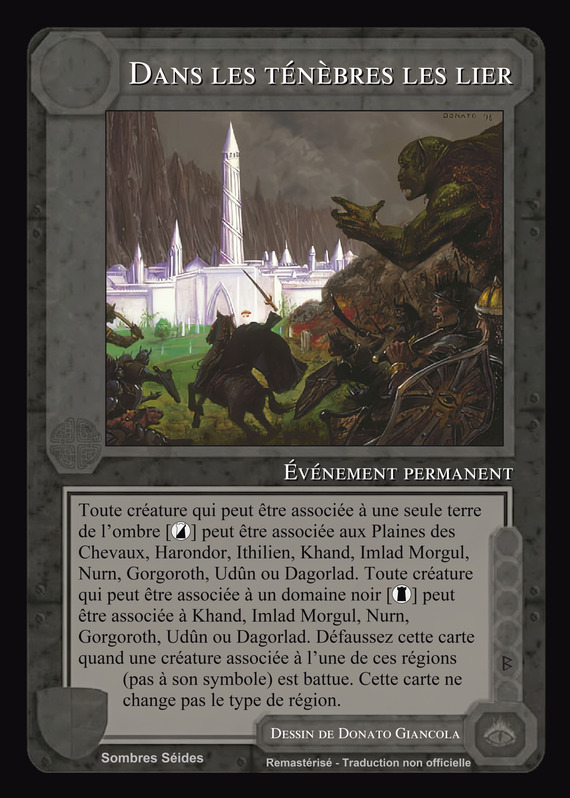 DANS LES TÉNÈBRES LES LIER
DONATO '96
ÉVÉNEMENT PERMANENT
Toute créature qui peut être associée à une seule terre
de l'ombre [ ] peut être associée aux Plaines des
Chevaux, Harondor, Ithilien, Khand, Imlad Morgul,
Nurn, Gorgoroth, Udûn ou Dagorlad. Toute créature
qui peut être associée à un domaine noir [ ] peut
être associée à Khand, Imlad Morgul, Nurn,
Gorgoroth, Udûn ou Dagorlad. Défaussez cette carte
quand une créature associée à l'une de ces régions
(pas à son symbole) est battue. Cette carte ne
change pas le type de région.
DESSIN DE DONATO GIANCOLA
Sombres Séides
Remastérisé - Traduction non officielle